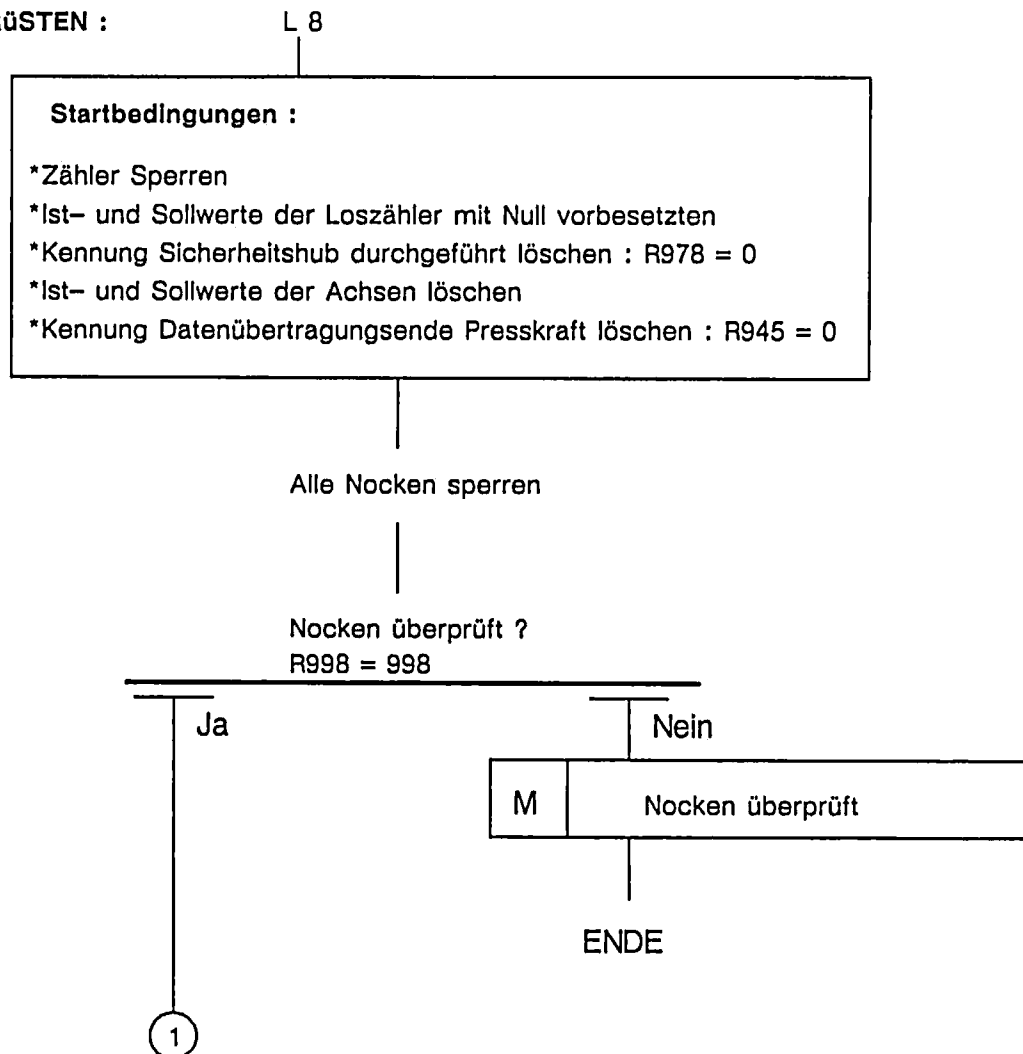 üSTEN : L 8
Startbedingungen :
*Zähler Sperren
*Ist– und Sollwerte der Loszähler mit Null vorbesetzten
*Kennung Sicherheitshub durchgeführt löschen : R978 = 0
*Ist– und Sollwerte der Achsen löschen
*Kennung Datenübertragungsende Presskraft löschen : R945 = 0
Alle Nocken sperren
Nocken überprüft ?
R998 = 998
Ja Nein
M Nocken überprüft
ENDE
1